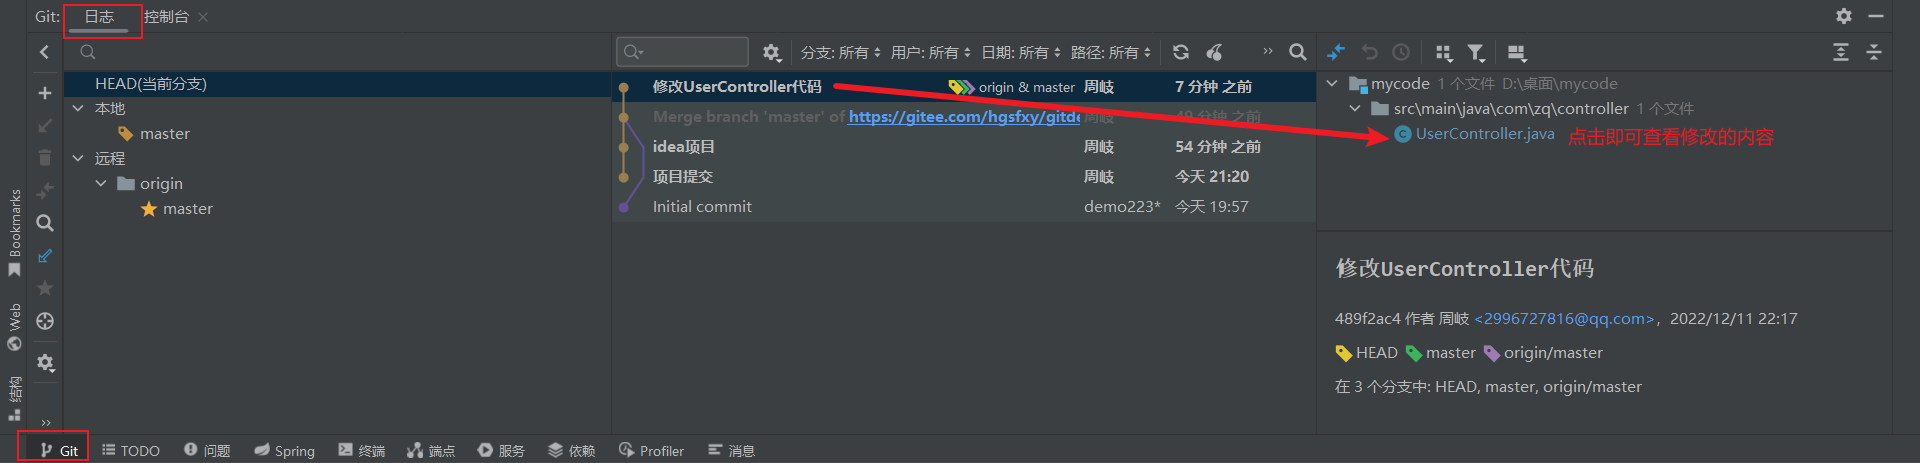 Git: 日志 控制台
分支: 所有 用户: 所有 日期: 所有 路径: 所有
HEAD(当前分支)
本地
master
远程
origin
master
修改UserController代码 origin & master 周岐 7 分钟 之前
Merge branch 'master' of https://gitee.com/hgsfxy/gitde 周岐 49 分钟 之前
idea项目 周岐 54 分钟 之前
项目提交 周岐 今天 21:20
Initial commit demo223* 今天 19:57
mycode 1 个文件 D:\桌面\mycode
src\main\java\com\zq\controller 1 个文件
UserController.java 点击即可查看修改的内容
修改UserController代码
489f2ac4 作者 周岐 <2996727816@qq.com>, 2022/12/11 22:17
HEAD master origin/master
在 3 个分支中: HEAD, master, origin/master
Bookmarks
Web
结构
Git TODO 问题 Spring 终端 端点 服务 依赖 Profiler 消息